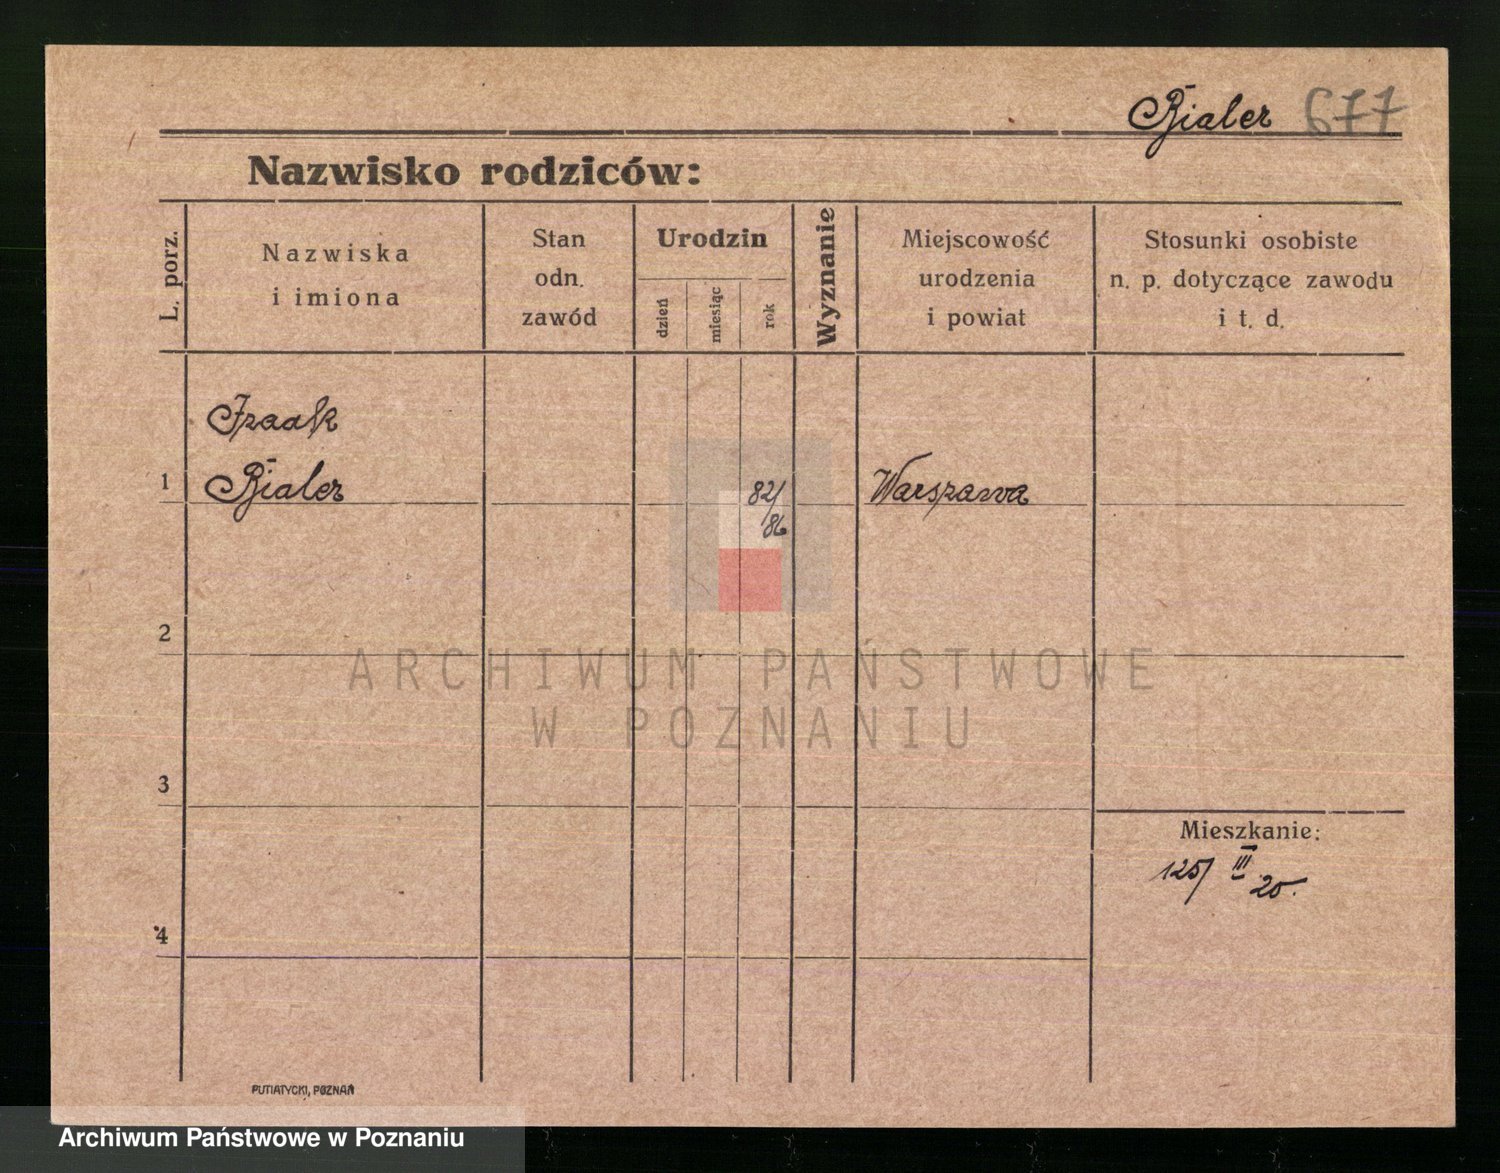 Bialer 677
Nazwisko rodziców:
L. porz.
Nazwiska
i imiona
Stan
odn.
zawód
Urodzin
dzień
miesiąc
rok
Wyznanie
Miejscowość
urodzenia
i powiat
Stosunki osobiste
n. p. dotyczące zawodu
i t. d.
Izaak
1 Bialer 82/ Warszawa
86
2
ARCHIWUM PAŃSTWOWE
W POZNANIU
3
Mieszkanie:
125/ III 20.
4
PUTIATYCKI, POZNAŃ
Archiwum Państwowe w Poznaniu